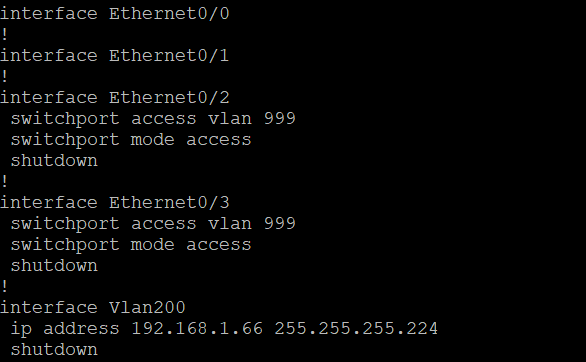 interface Ethernet0/0
!
interface Ethernet0/1
!
interface Ethernet0/2
 switchport access vlan 999
 switchport mode access
 shutdown
!
interface Ethernet0/3
 switchport access vlan 999
 switchport mode access
 shutdown
!
interface Vlan200
 ip address 192.168.1.66 255.255.255.224
 shutdown